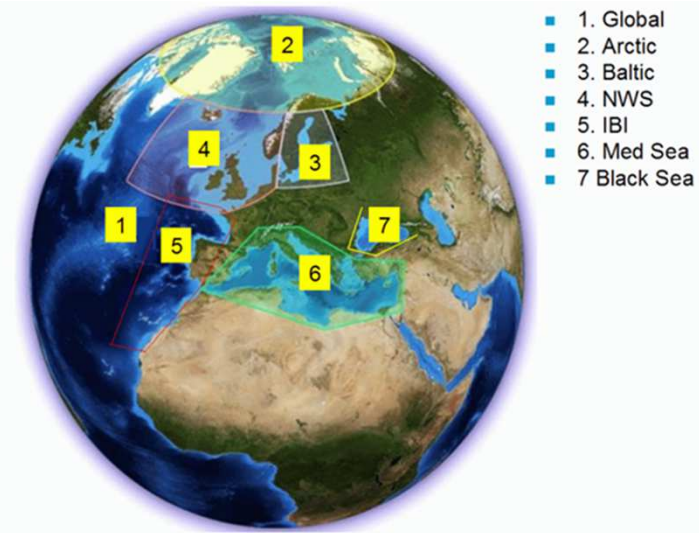 1. Global
2. Arctic
3. Baltic
4. NWS
5. IBI
6. Med Sea
7 Black Sea
2
4
3
1
5
7
6